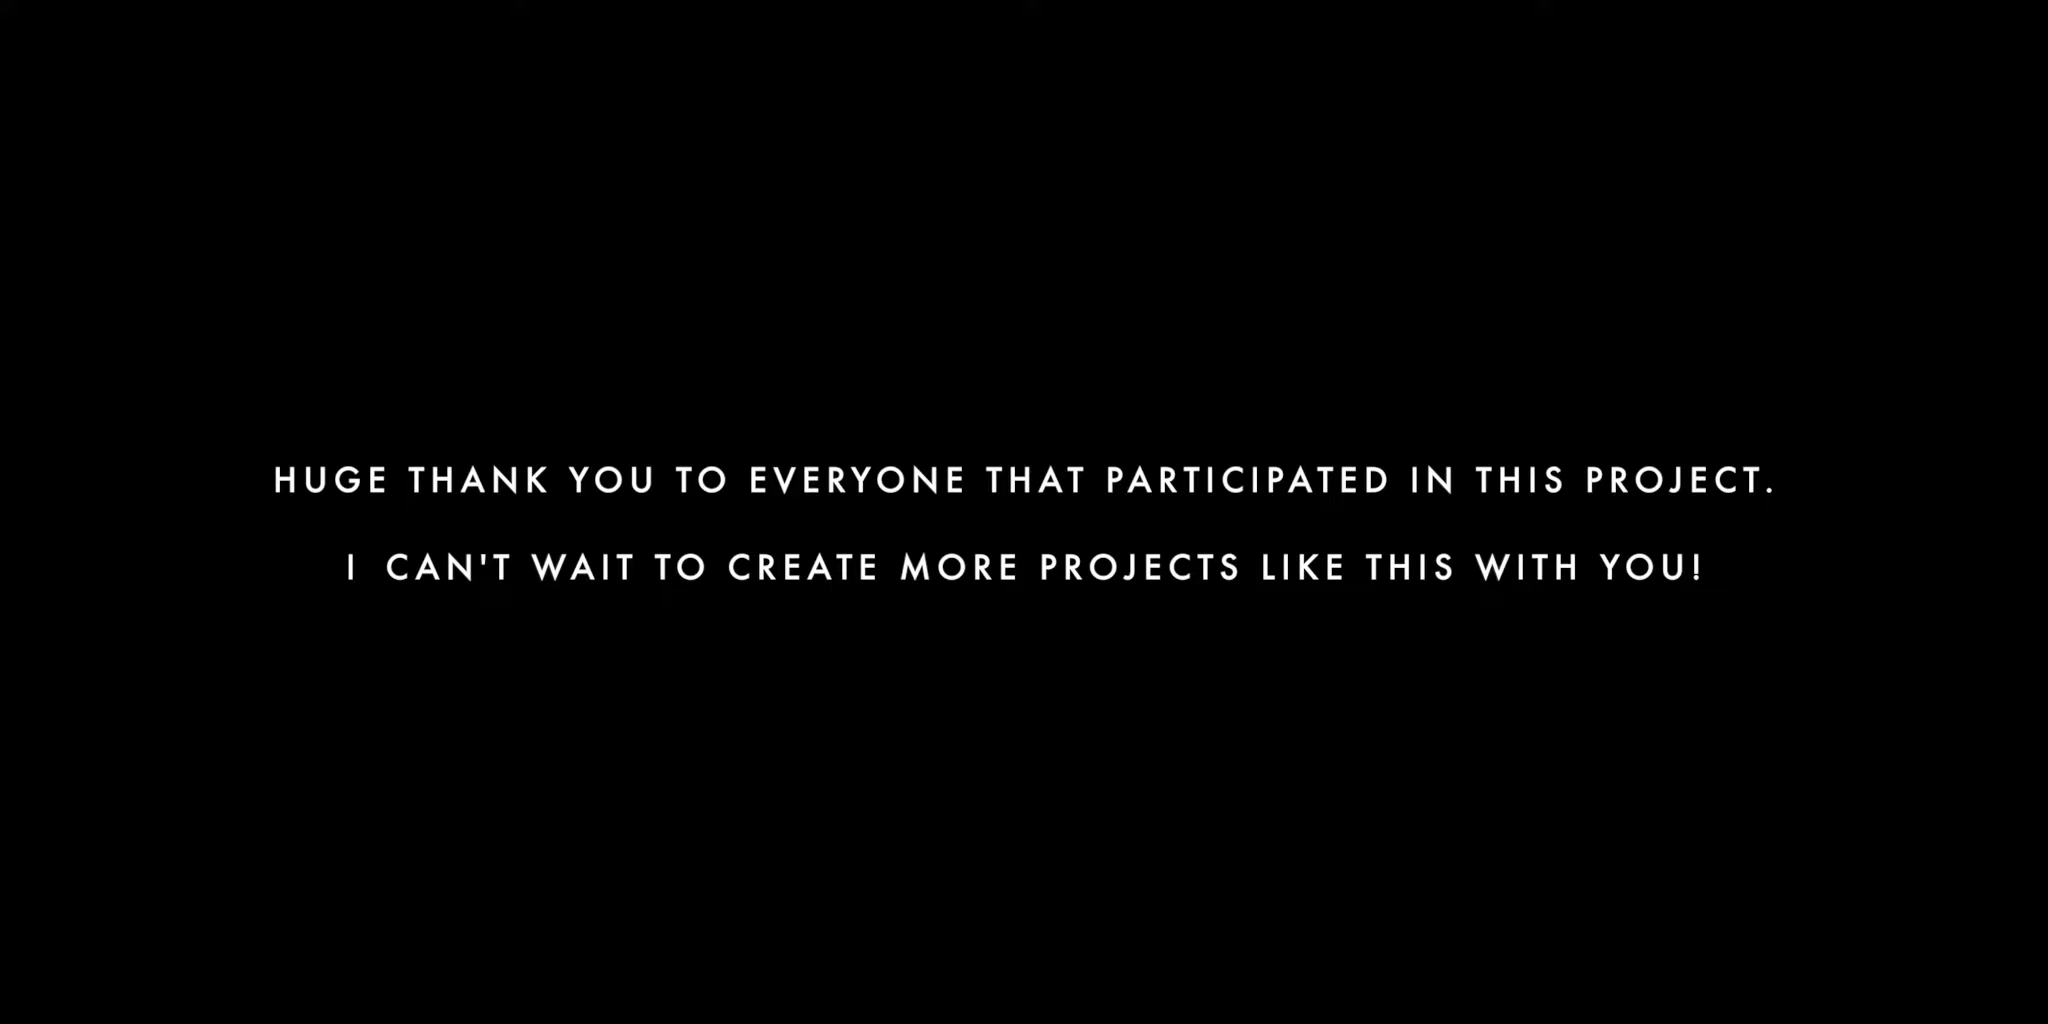 HUGE THANK YOU TO EVERYONE THAT PARTICIPATED IN THIS PROJECT.
I CAN'T WAIT TO CREATE MORE PROJECTS LIKE THIS WITH YOU!